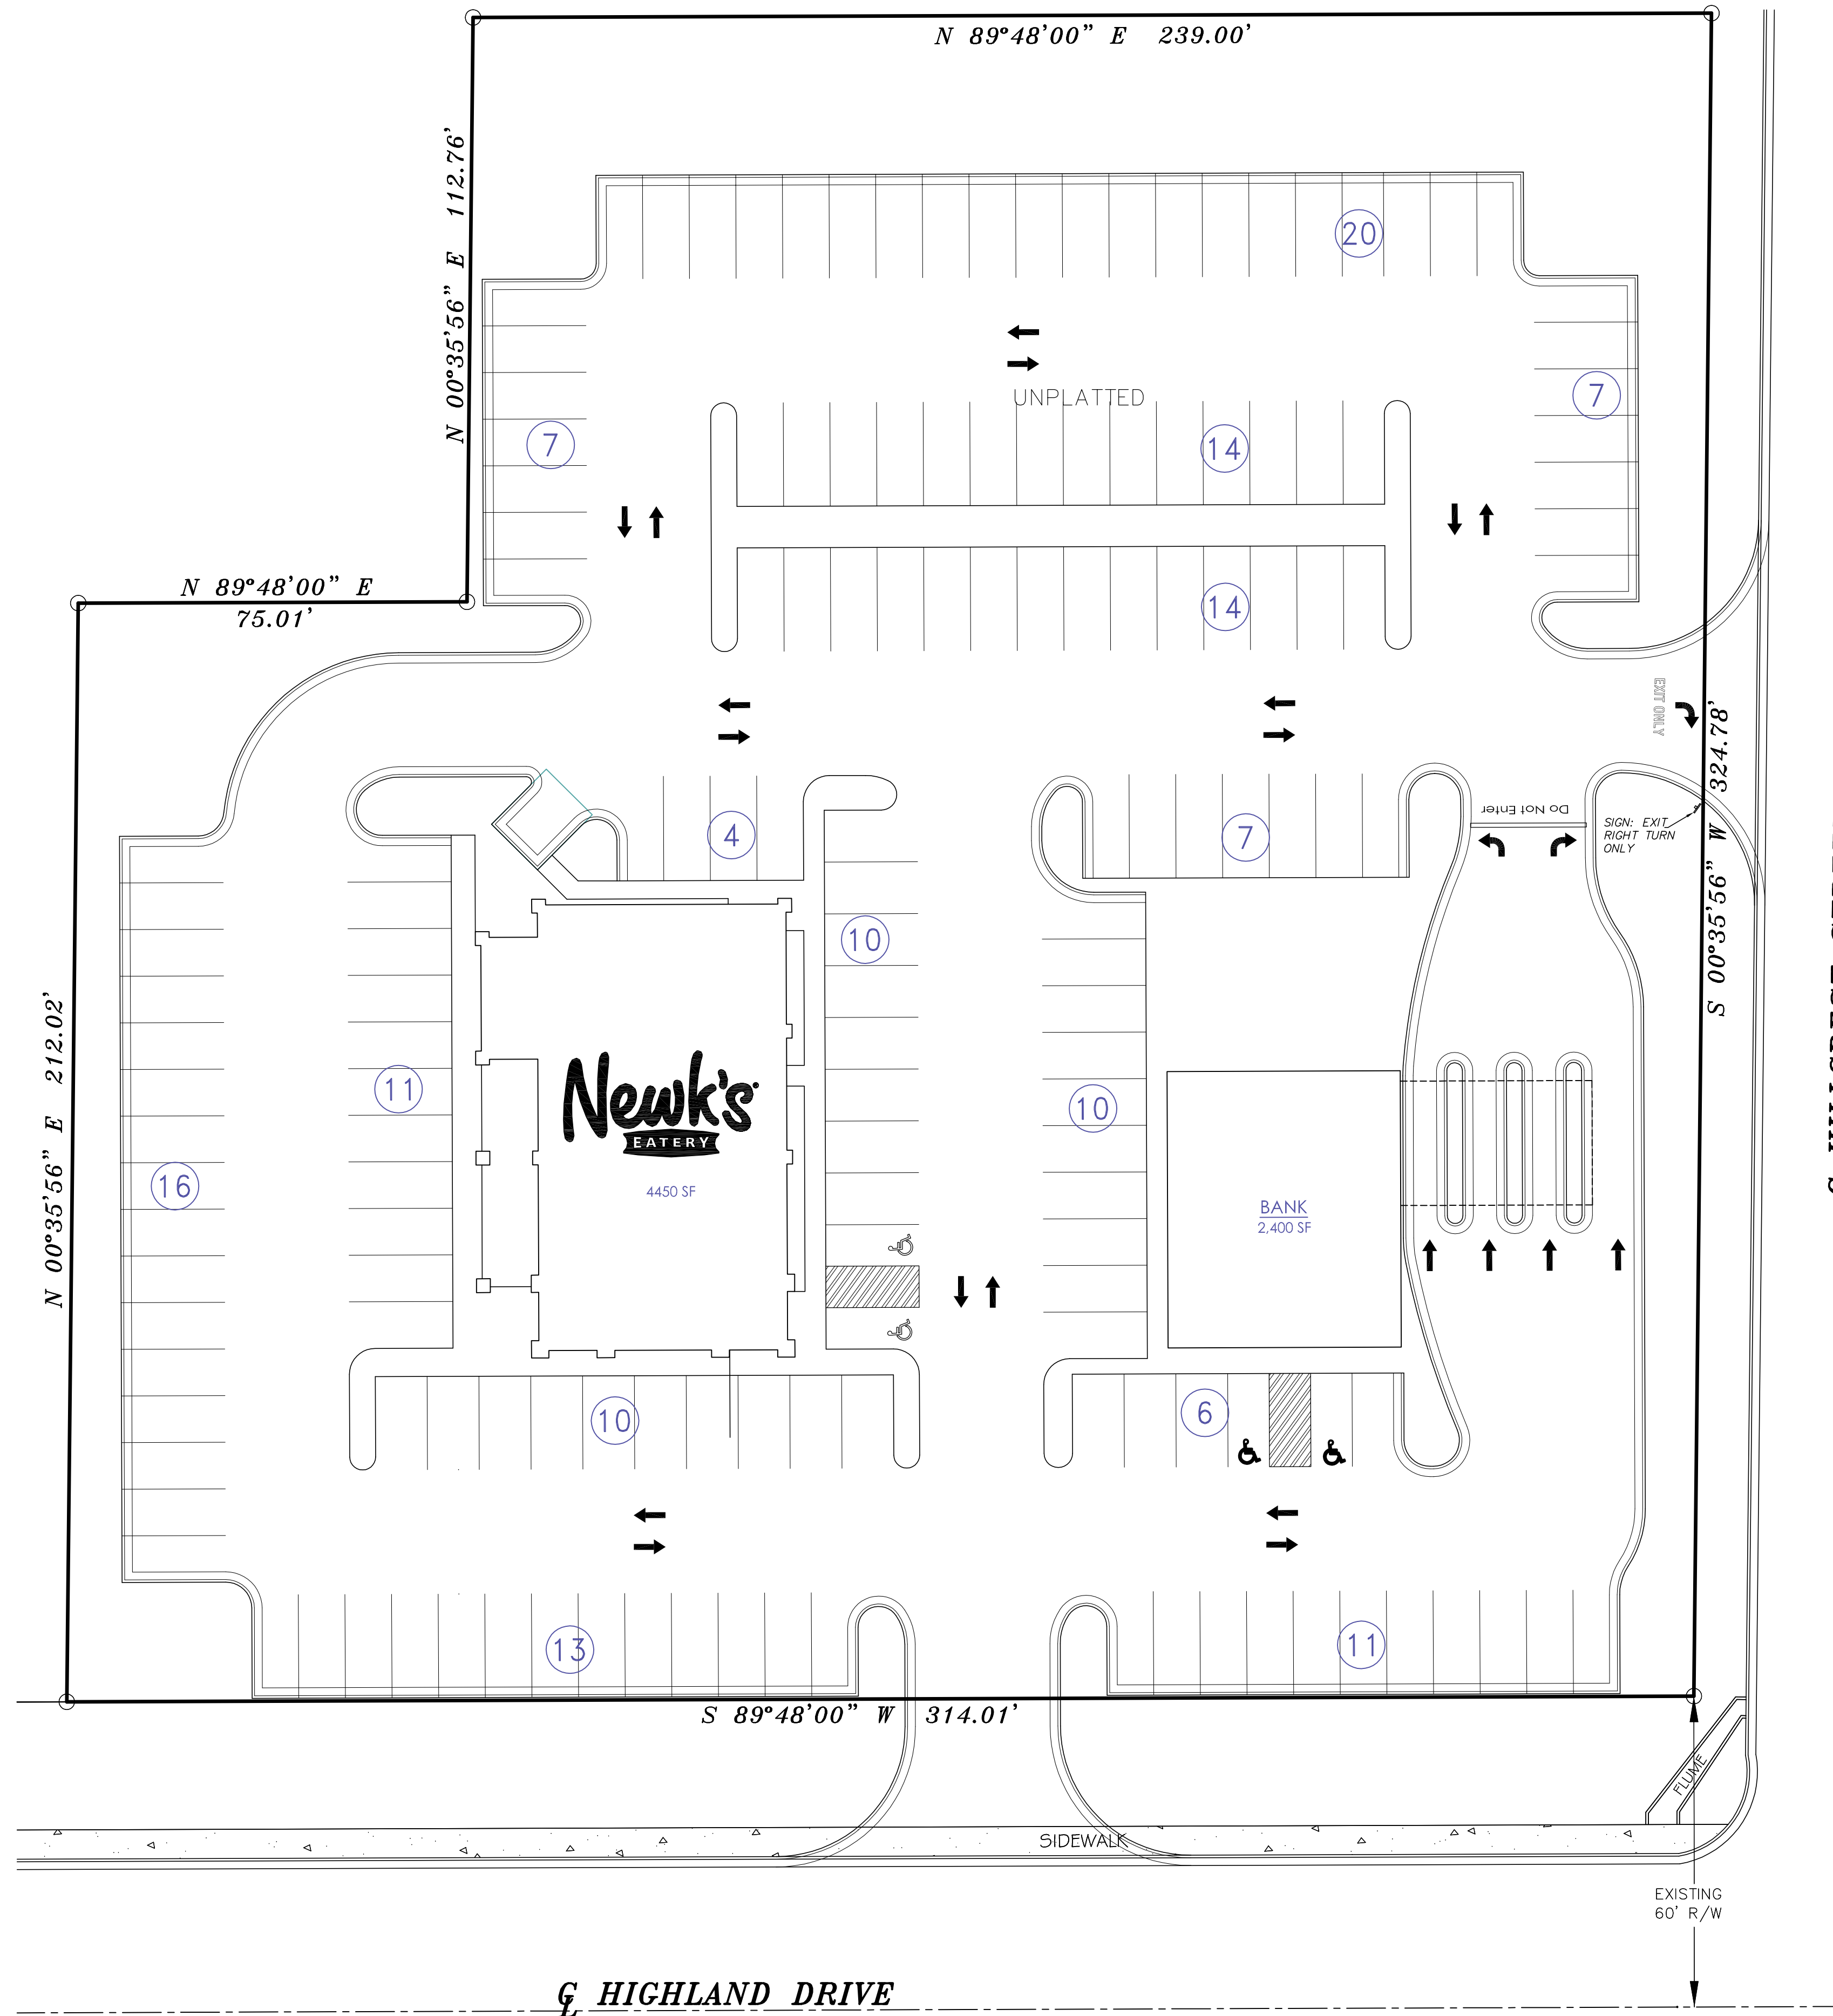 N 89°48'00" E 239.00'
N 00°35'56" E 112.76'
20
7
7
UNPLATTED
14
14
N 89°48'00" E
75.01'
EXIT ONLY
S 00°35'56" W 324.78'
4
7
Do Not Enter
SIGN: EXIT
RIGHT TURN
ONLY
10
N 00°35'56" E 212.02'
16
11
Newk's
EATERY
4450 SF
10
BANK
2,400 SF
10
6
13
11
S 89°48'00" W 314.01'
FLUME
SIDEWALK
EXISTING
60' R/W
HIGHLAND DRIVE